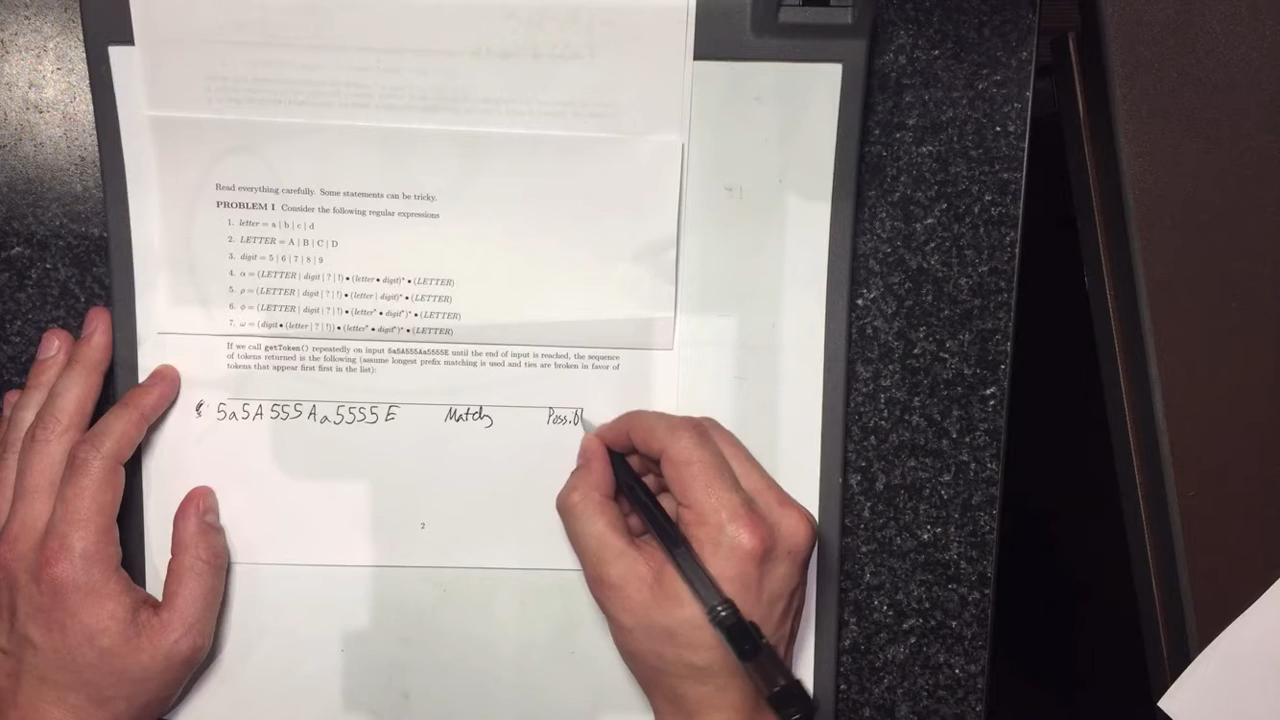 Read everything carefully. Some statements can be tricky.
PROBLEM I Consider the following regular expressions
1. letter = a | b | c | d
2. LETTER = A | B | C | D
3. digit = 5 | 6 | 7 | 8 | 9
4. α = (LETTER | digit | ? | !) • (letter • digit)* • (LETTER)
5. ρ = (LETTER | digit | ? | !) • (letter | digit)* • (LETTER)
6. ϕ = (LETTER | digit | ? | !) • (letter* • digit*)* • (LETTER)
7. ω = (digit • (letter | ? | !)) • (letter* • digit*)* • (LETTER)
If we call getToken() repeatedly on input 5a5A555Aa5555E until the end of input is reached, the sequence
of tokens returned is the following (assume longest prefix matching is used and ties are broken in favor of
tokens that appear first first in the list):
5a5A555Aa5555E Match Possibl
2